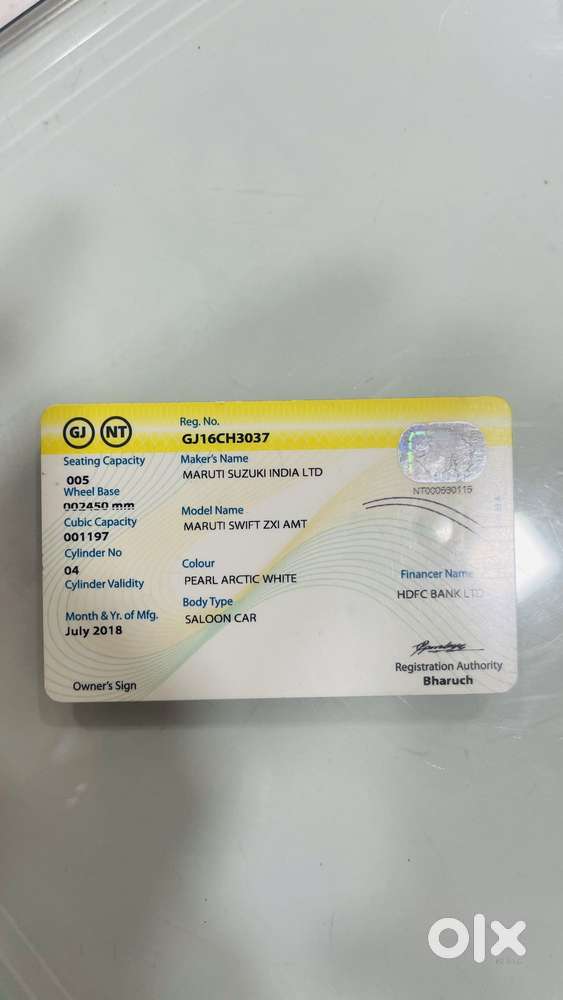 GJ NT
Reg. No.
GJ16CH3037
Seating Capacity
005
Maker's Name
MARUTI SUZUKI INDIA LTD
Wheel Base
002450 mm
NT000630115
Cubic Capacity
001197
Model Name
MARUTI SWIFT ZXI AMT
Cylinder No
04
Colour
PEARL ARCTIC WHITE
Cylinder Validity
Financer Name
HDFC BANK LTD
Body Type
SALOON CAR
Month & Yr. of Mfg.
July 2018
Registration Authority
Bharuch
Owner's Sign
olx